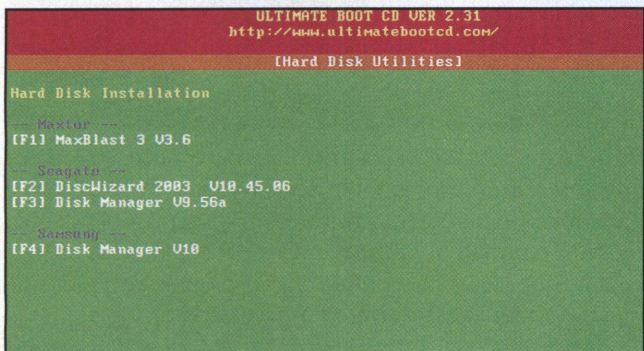 ULTIMATE BOOT CD VER 2.31
http://www.ultimatebootcd.com/
[Hard Disk Utilities]
Hard Disk Installation
-- Maxtor --
[F1] MaxBlast 3 V3.6
-- Seagate --
[F2] DiscWizard 2003  V10.45.06
[F3] Disk Manager V9.56a
-- Samsung --
[F4] Disk Manager V10